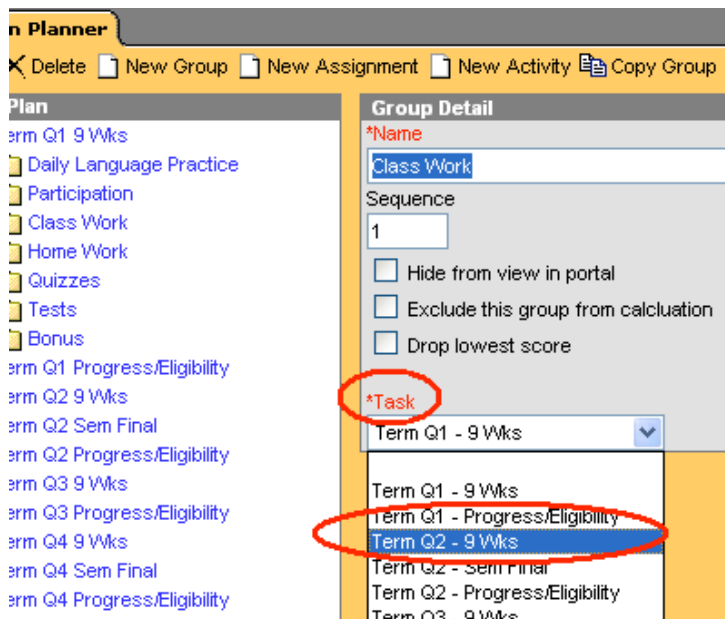 n Planner
Delete New Group New Assignment New Activity Copy Group
Plan
erm Q1 9 Wks
Daily Language Practice
Participation
Class Work
Home Work
Quizzes
Tests
Bonus
erm Q1 Progress/Eligibility
erm Q2 9 Wks
erm Q2 Sem Final
erm Q2 Progress/Eligibility
erm Q3 9 Wks
erm Q3 Progress/Eligibility
erm Q4 9 Wks
erm Q4 Sem Final
erm Q4 Progress/Eligibility
Group Detail
*Name
Class Work
Sequence
1
Hide from view in portal
Exclude this group from calcluation
Drop lowest score
*Task
Term Q1 - 9 Wks
Term Q1 - 9 Wks
Term Q1 - Progress/Eligibility
Term Q2 - 9 Wks
Term Q2 - Sem Final
Term Q2 - Progress/Eligibility
Term Q3 - 9 Wks